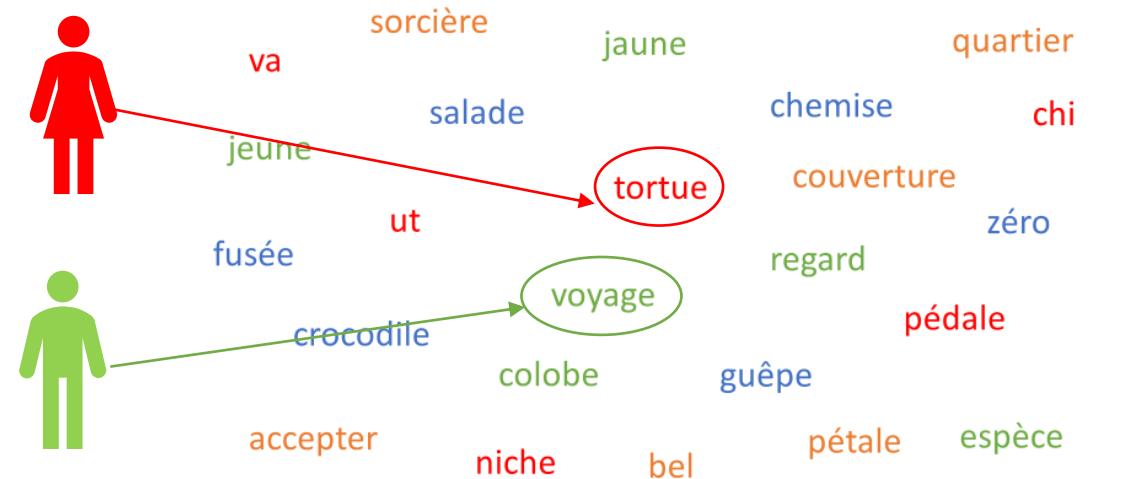 sorcière
jaune
quartier
va
salade
chemise
chi
jeune
couverture
tortue
ut
zéro
fusée
regard
voyage
pédale
crocodile
colobe
guêpe
accepter
pétale
espèce
niche
bel